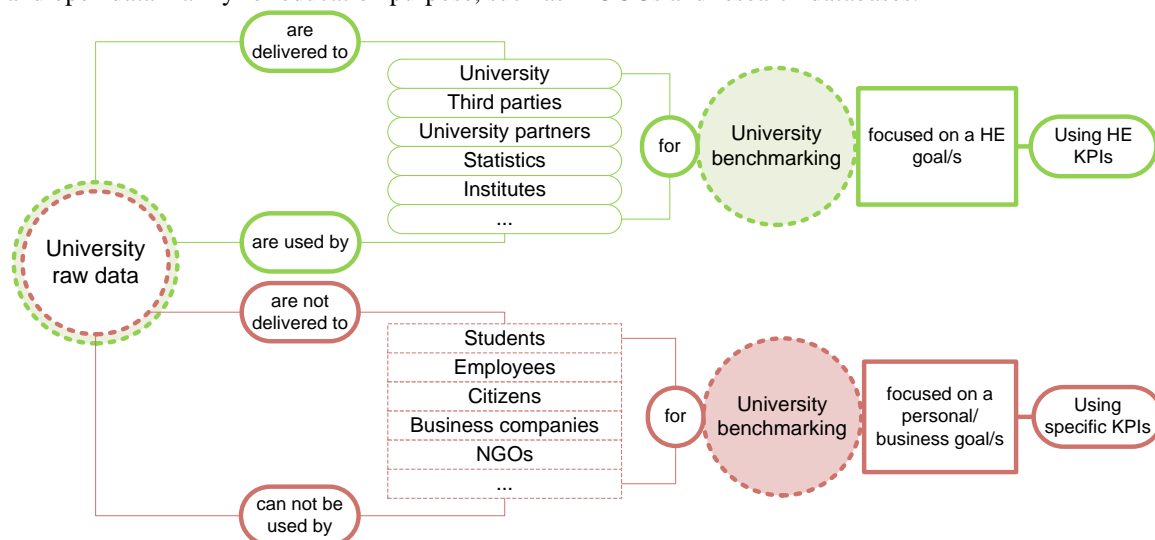 are
delivered to
University
Third parties
University partners
Statistics
Institutes
...
for
University
benchmarking
focused on a HE
goal/s
Using HE
KPIs
University
raw data
are used by
are not
delivered to
Students
Employees
Citizens
Business companies
NGOs
...
for
University
benchmarking
focused on a
personal/
business goal/s
Using
specific KPIs
can not be
used by